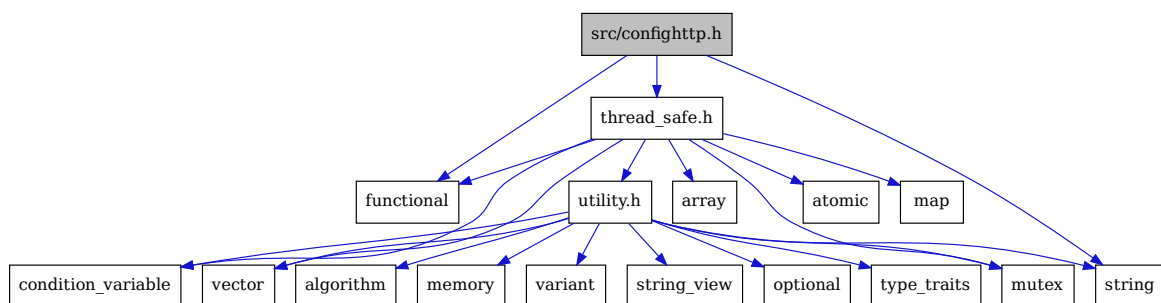 src/confighttp.h
thread_safe.h
functional
utility.h
array
atomic
map
condition_variable
vector
algorithm
memory
variant
string_view
optional
type_traits
mutex
string